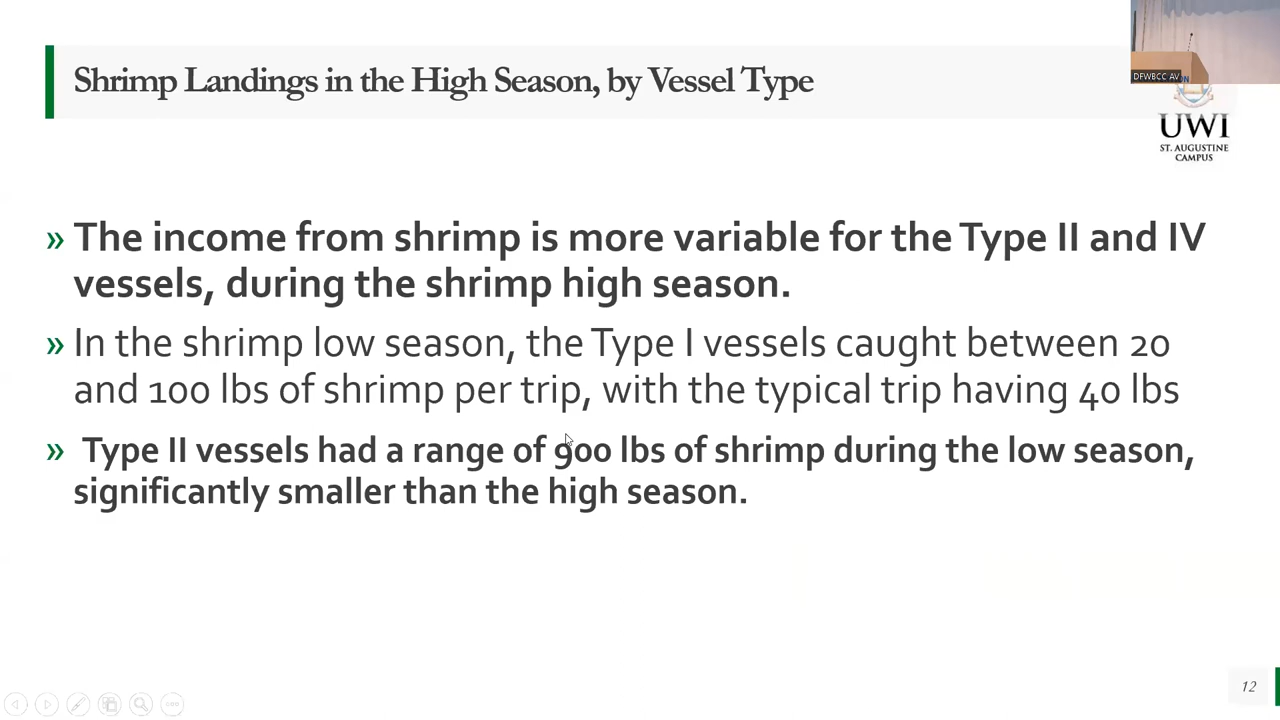 Shrimp Landings in the High Season, by Vessel Type
DFWBCC AV
UWI
ST. AUGUSTINE
CAMPUS
» The income from shrimp is more variable for the Type II and IV
vessels, during the shrimp high season.
» In the shrimp low season, the Type I vessels caught between 20
and 100 lbs of shrimp per trip, with the typical trip having 40 lbs
» Type II vessels had a range of 900 lbs of shrimp during the low season,
significantly smaller than the high season.
12